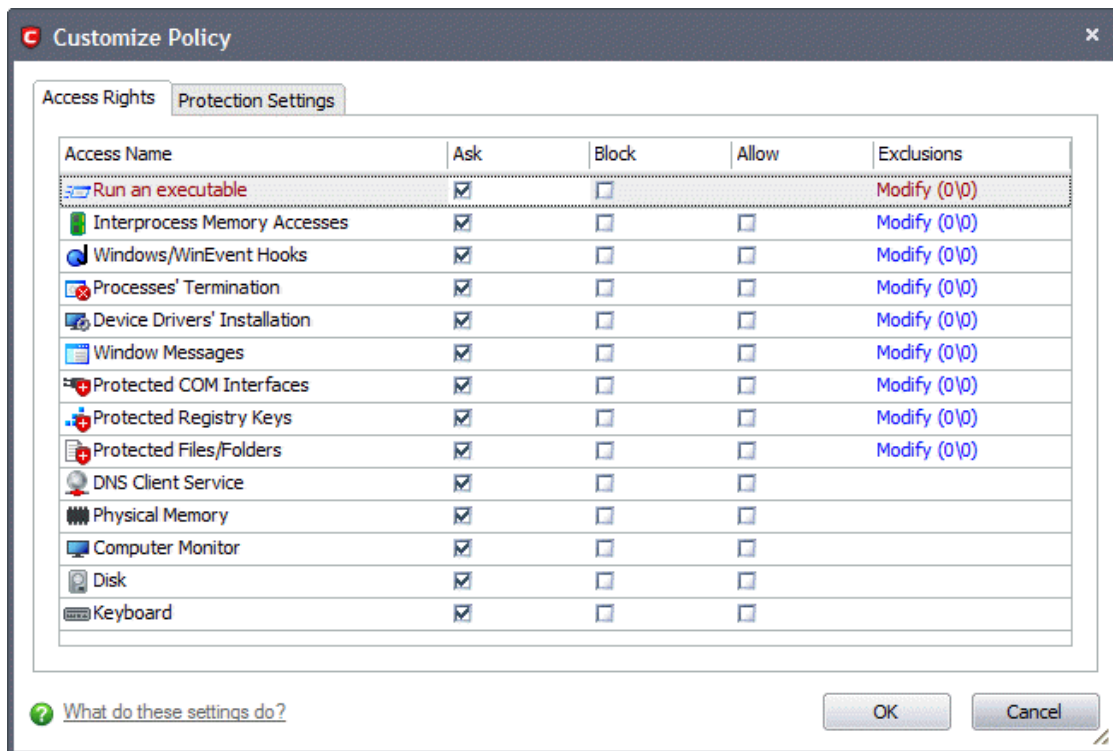 Customize Policy
Access Rights Protection Settings
Access Name Ask Block Allow Exclusions
Run an executable Modify (0\0)
Interprocess Memory Accesses Modify (0\0)
Windows/WinEvent Hooks Modify (0\0)
Processes' Termination Modify (0\0)
Device Drivers' Installation Modify (0\0)
Window Messages Modify (0\0)
Protected COM Interfaces Modify (0\0)
Protected Registry Keys Modify (0\0)
Protected Files/Folders Modify (0\0)
DNS Client Service
Physical Memory
Computer Monitor
Disk
Keyboard
What do these settings do? OK Cancel